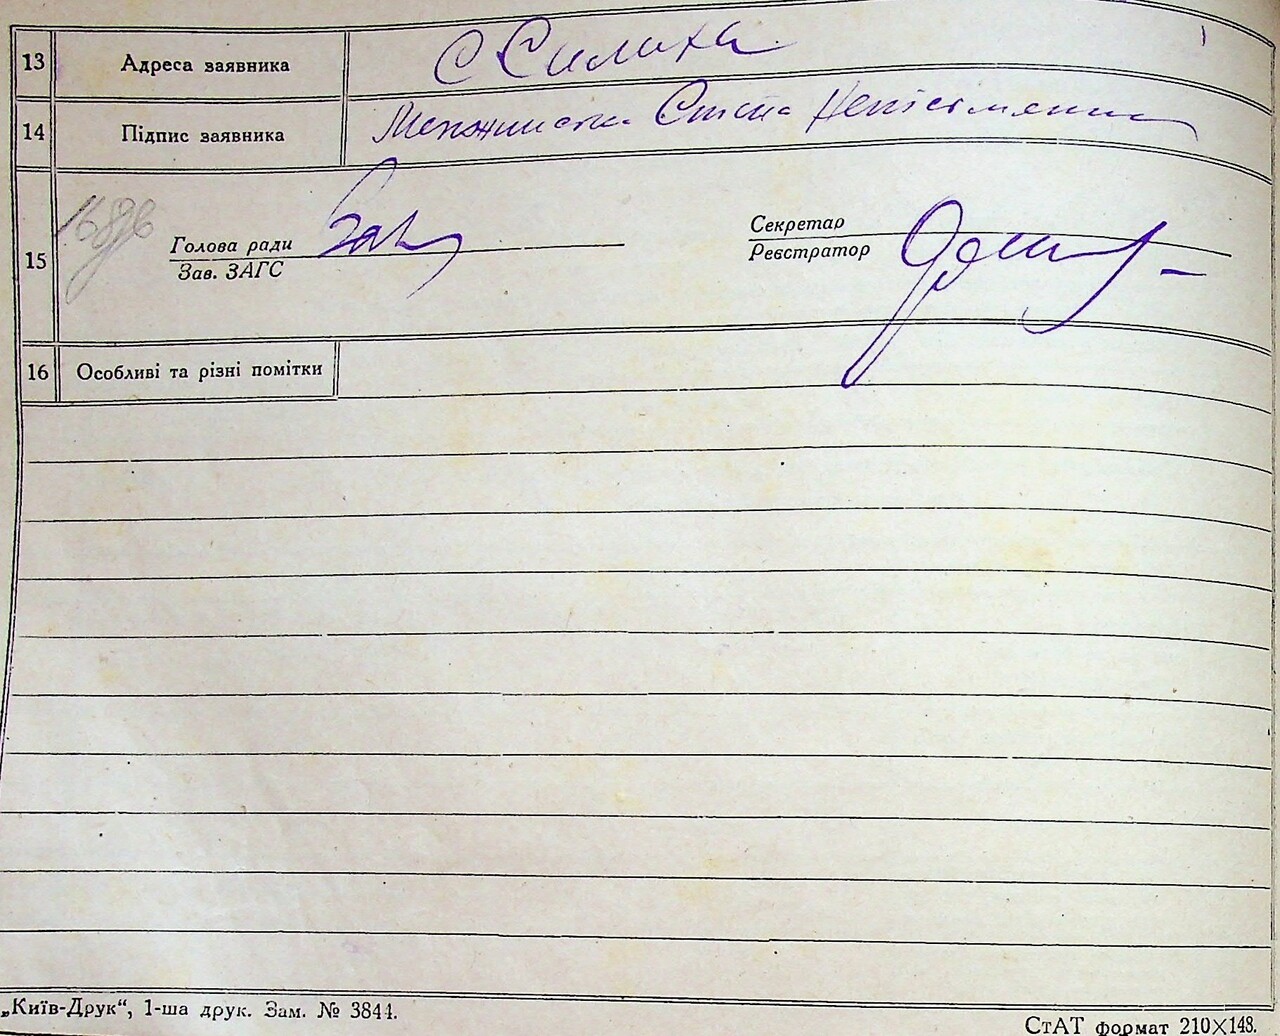 13 Адреса заявника С Силиха
14 Підпис заявника
15 Голова ради
Зав. ЗАГС
Секретар
Реєстратор
16 Особливі та різні помітки
„Київ-Друк“, 1-ша друк. Зам. № 3844.
СтАТ формат 210×148.